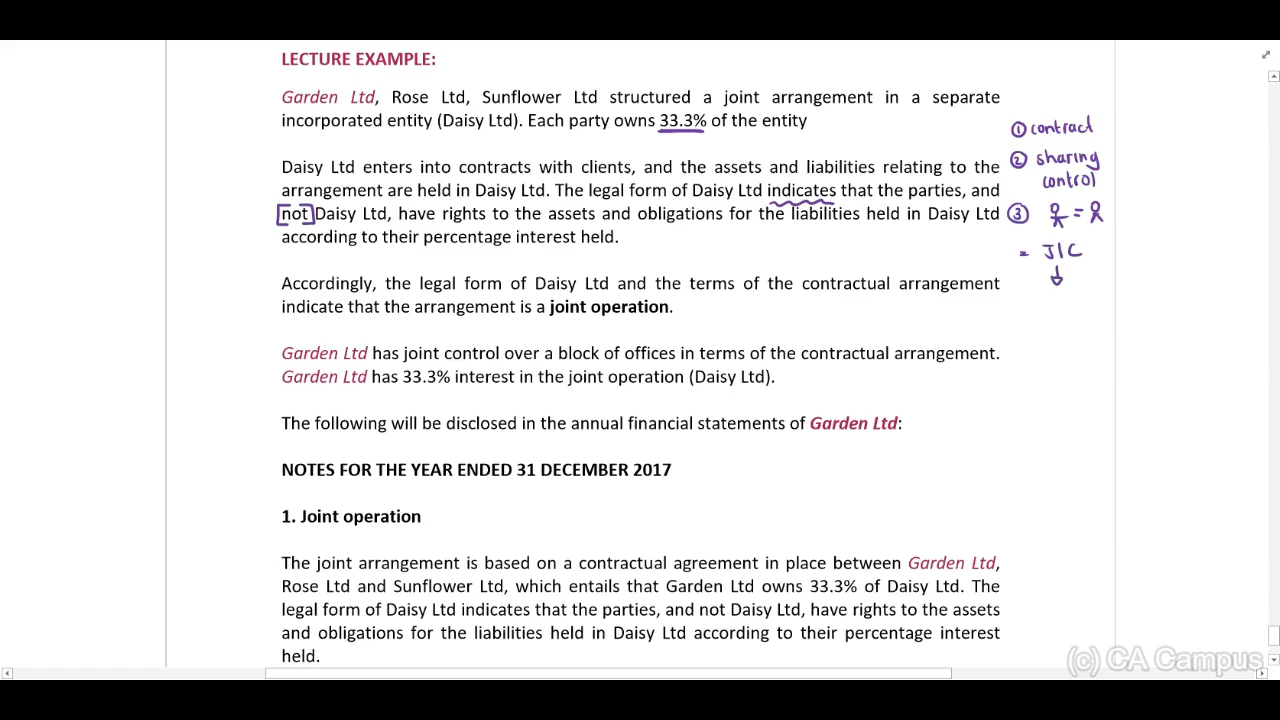 LECTURE EXAMPLE:
Garden Ltd, Rose Ltd, Sunflower Ltd structured a joint arrangement in a separate
incorporated entity (Daisy Ltd). Each party owns 33.3% of the entity
Daisy Ltd enters into contracts with clients, and the assets and liabilities relating to the
arrangement are held in Daisy Ltd. The legal form of Daisy Ltd indicates that the parties, and
not Daisy Ltd, have rights to the assets and obligations for the liabilities held in Daisy Ltd
according to their percentage interest held.
Accordingly, the legal form of Daisy Ltd and the terms of the contractual arrangement
indicate that the arrangement is a joint operation.
Garden Ltd has joint control over a block of offices in terms of the contractual arrangement.
Garden Ltd has 33.3% interest in the joint operation (Daisy Ltd).
The following will be disclosed in the annual financial statements of Garden Ltd:
NOTES FOR THE YEAR ENDED 31 DECEMBER 2017
1. Joint operation
The joint arrangement is based on a contractual agreement in place between Garden Ltd,
Rose Ltd and Sunflower Ltd, which entails that Garden Ltd owns 33.3% of Daisy Ltd. The
legal form of Daisy Ltd indicates that the parties, and not Daisy Ltd, have rights to the assets
and obligations for the liabilities held in Daisy Ltd according to their percentage interest
held.
① contract
② sharing
control
③ =
= J/C
(c) CA Campus